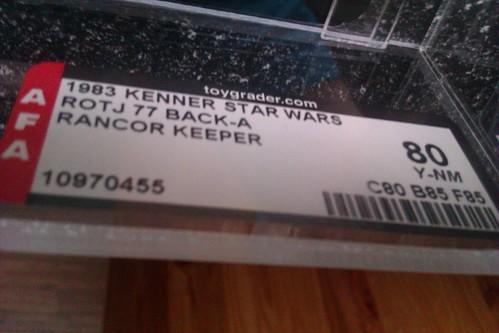 toygrader.com
AFA
1983 KENNER STAR WARS
ROTJ 77 BACK-A
RANCOR KEEPER
80
Y-NM
10970455
C80 B85 F85